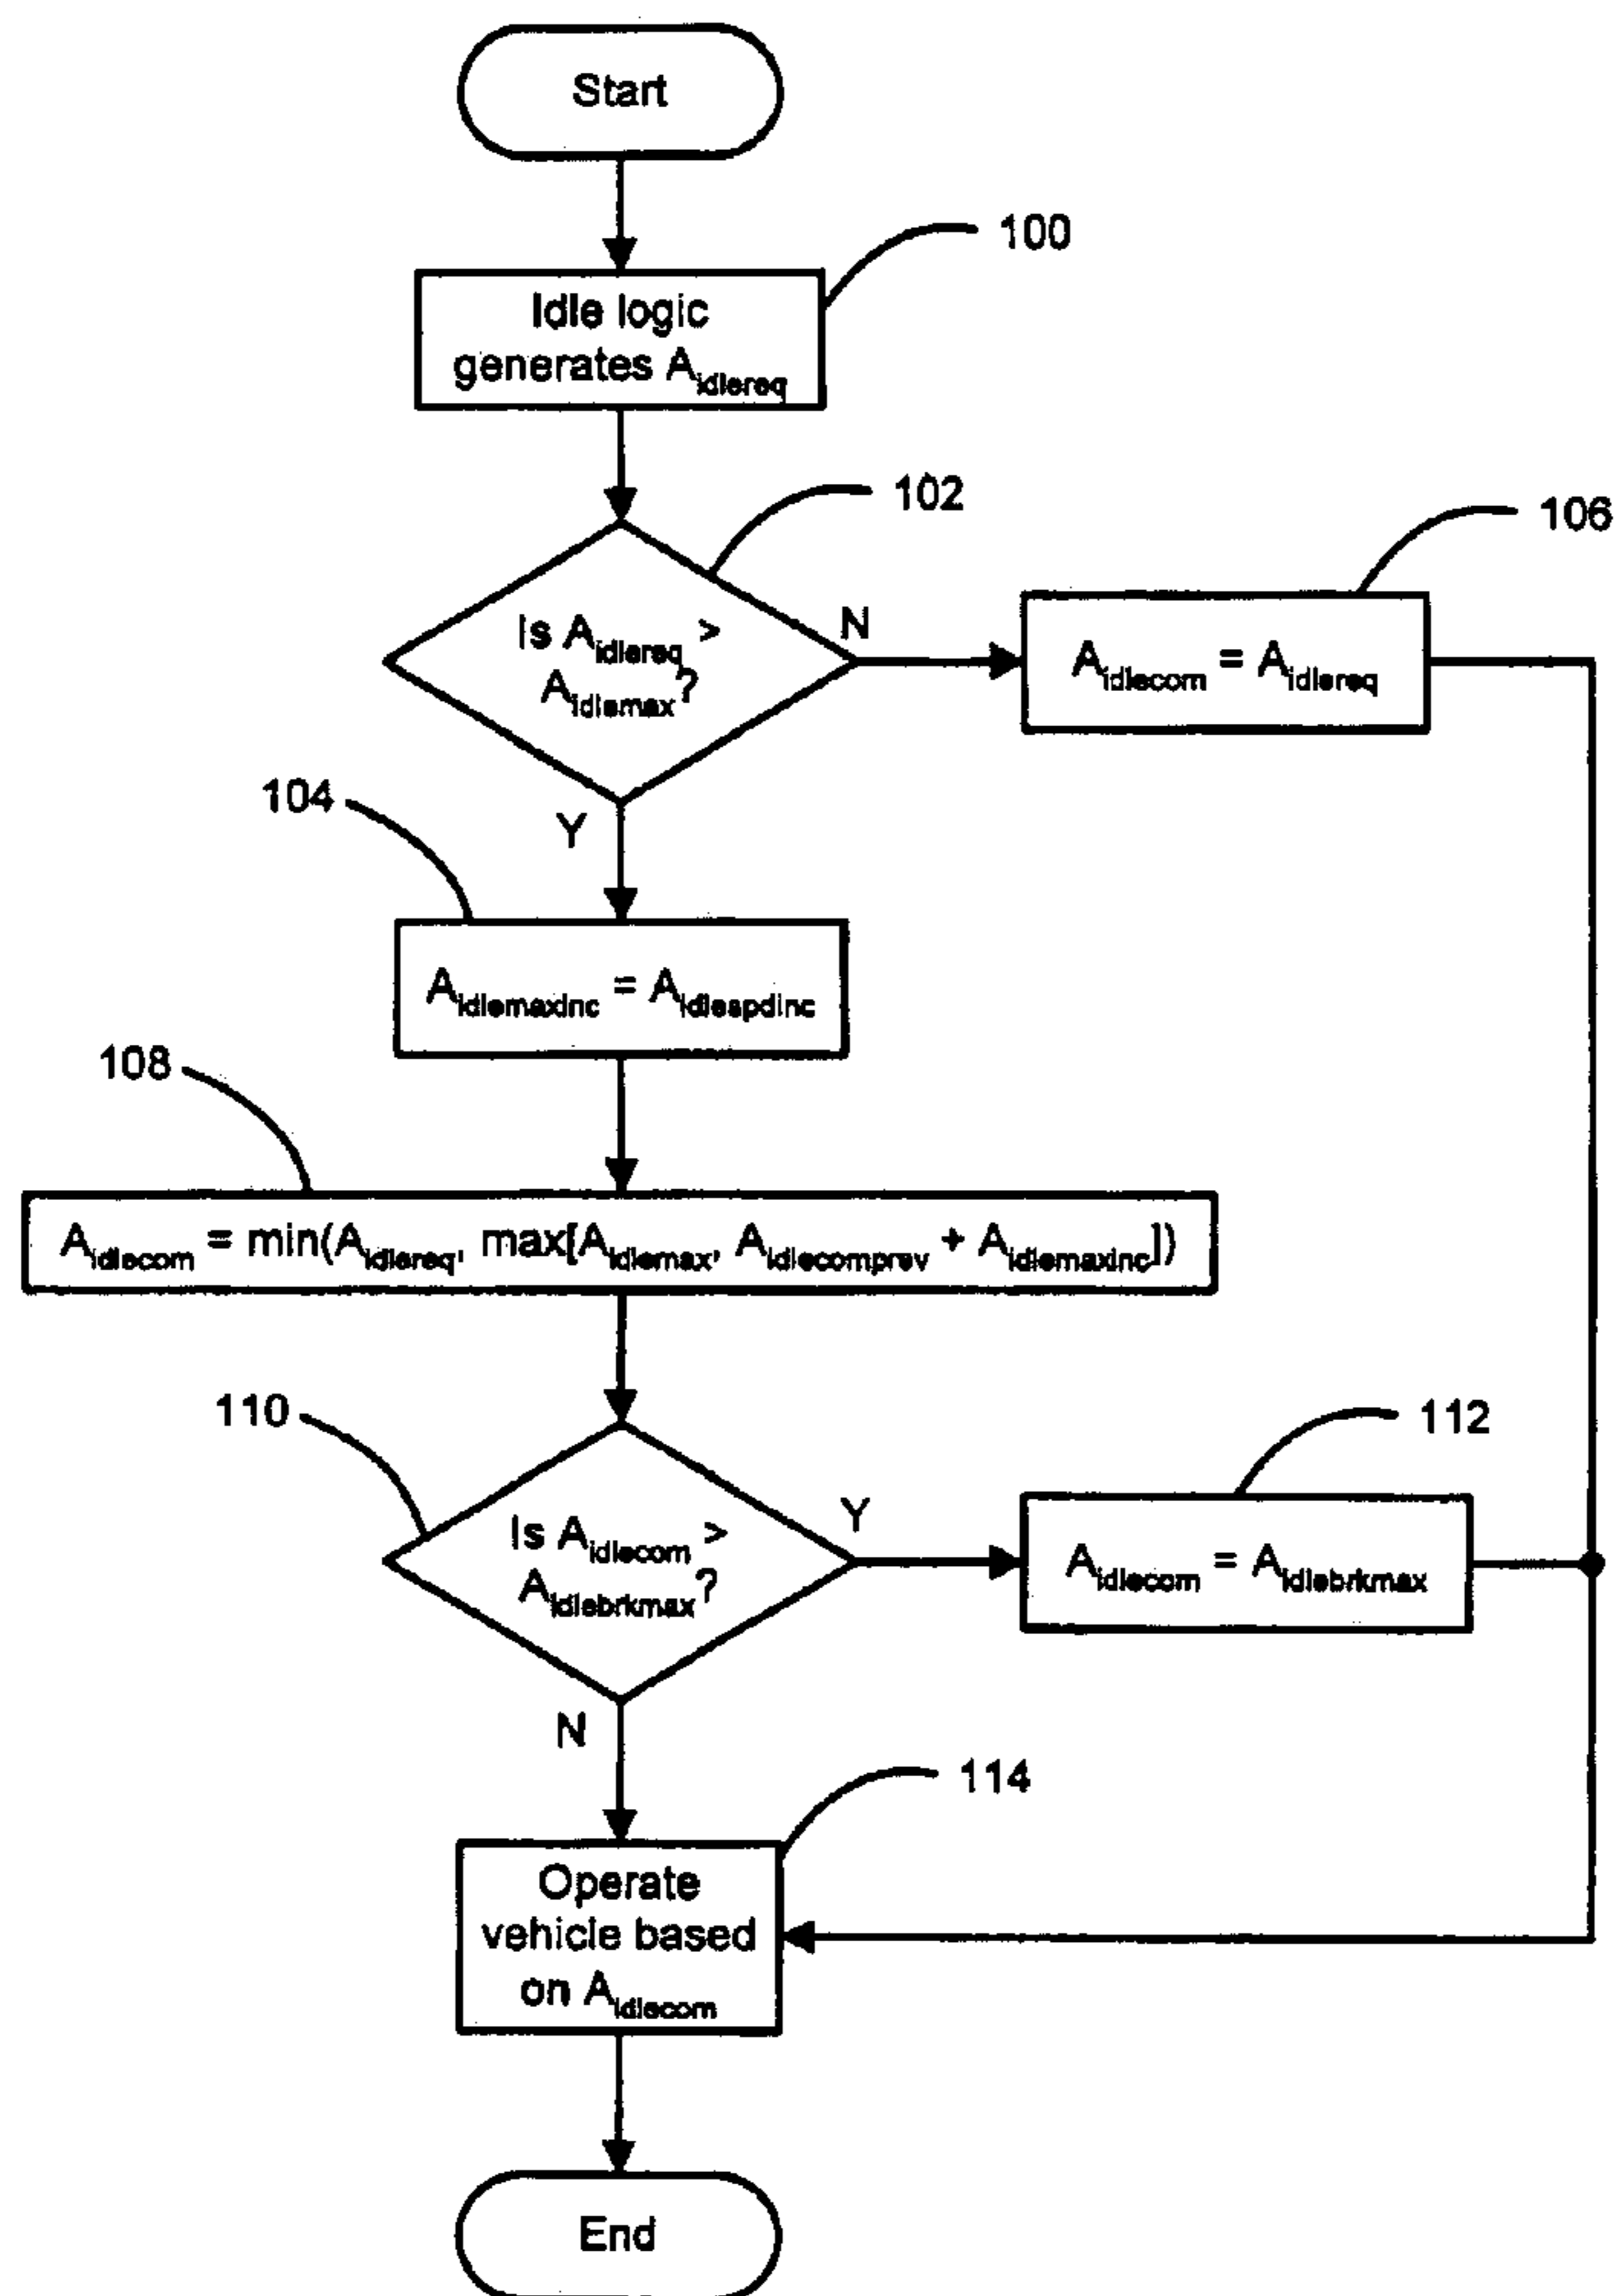 Start
100
Idle logic
generates A_idlereq
102
106
Is A_idlereq >
A_idlemax?
N
A_idlecom = A_idlereq
104
Y
A_idlemaxinc = A_idlespdinc
108
A_idlecom = min(A_idlereq, max[A_idlemax, A_idlecomprev + A_idlemaxinc])
110
112
Is A_idlecom >
A_idlebrkmax?
Y
A_idlecom = A_idlebrkmax
N
114
Operate
vehicle based
on A_idlecom
End